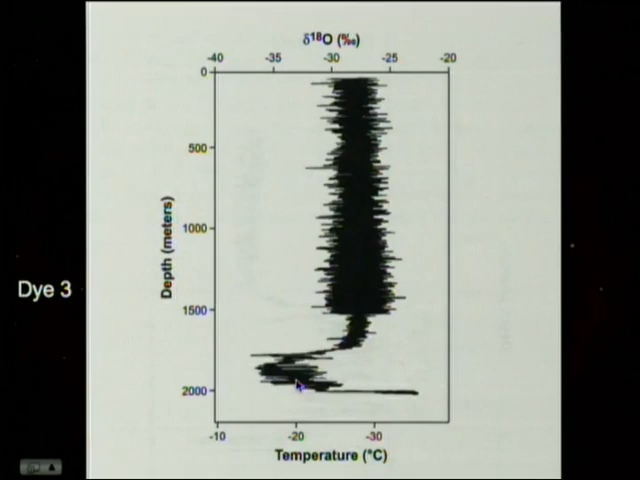 δ18O (‰)
-40 -35 -30 -25 -20
0
500
1000
1500
2000
Depth (meters)
Dye 3
-10 -20 -30
Temperature (°C)